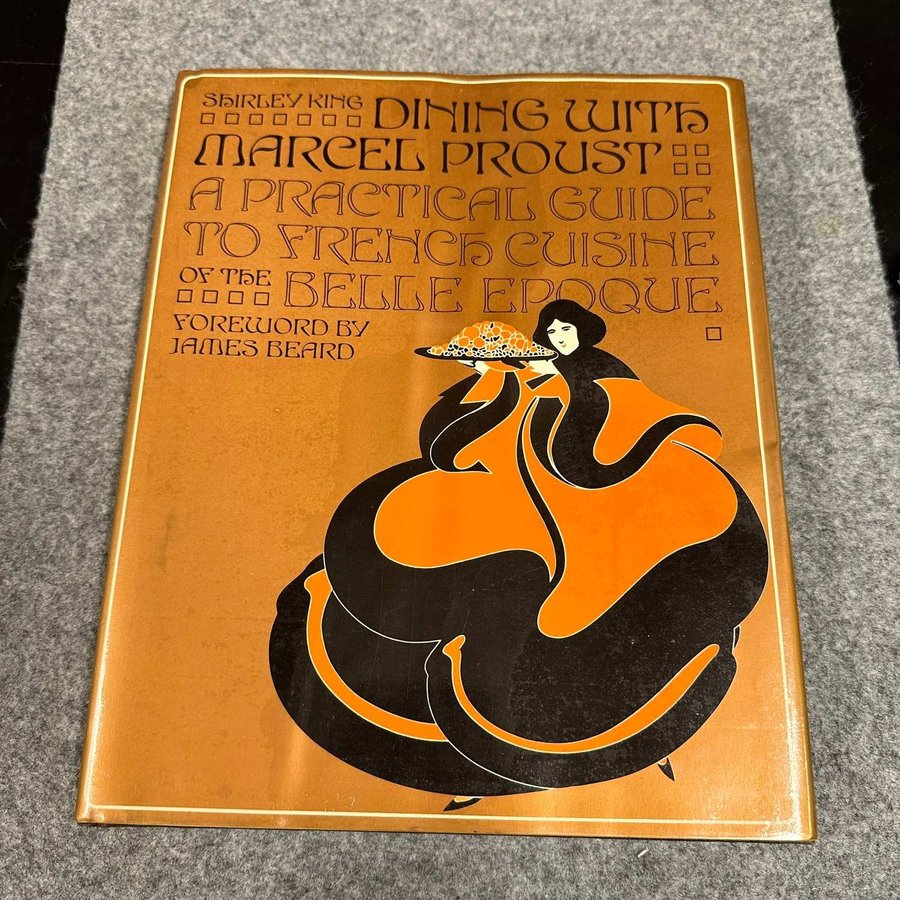 SHIRLEY KING DINING WITH
MARCEL PROUST
A PRACTICAL GUIDE
TO FRENCH CUISINE
OF THE BELLE EPOQUE
FOREWORD BY
JAMES BEARD